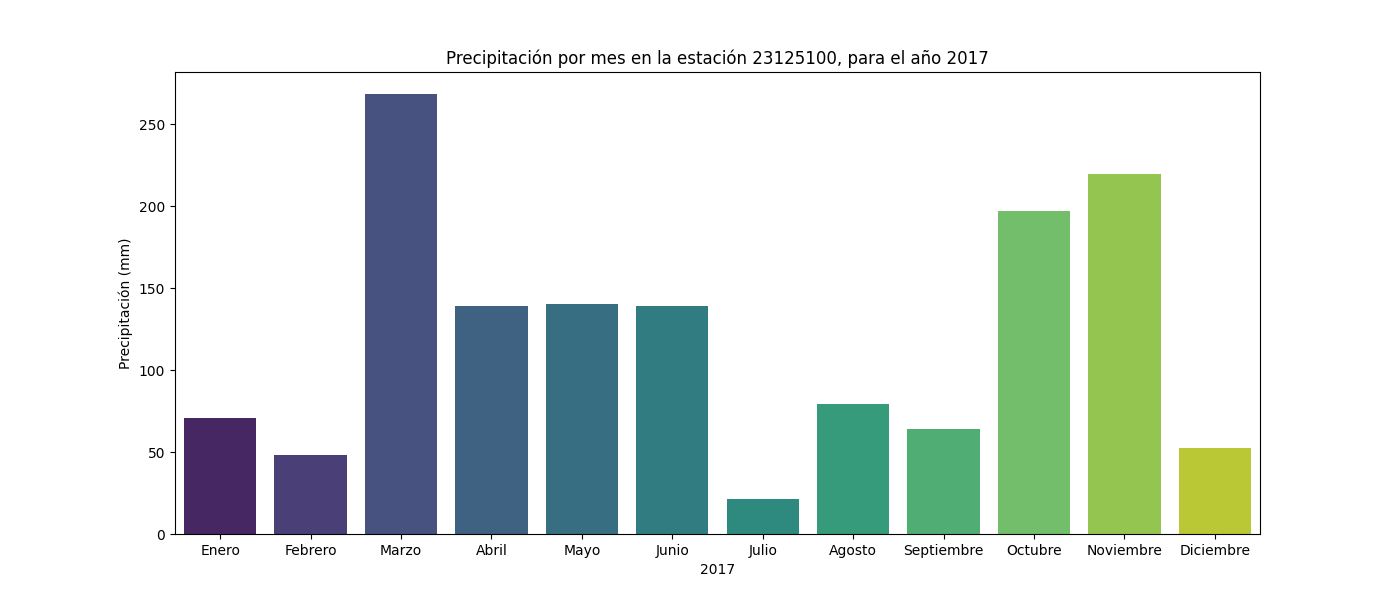 Precipitación por mes en la estación 23125100, para el año 2017
Precipitación (mm)
250
200
150
100
50
0
Enero Febrero Marzo Abril Mayo Junio Julio Agosto Septiembre Octubre Noviembre Diciembre
2017